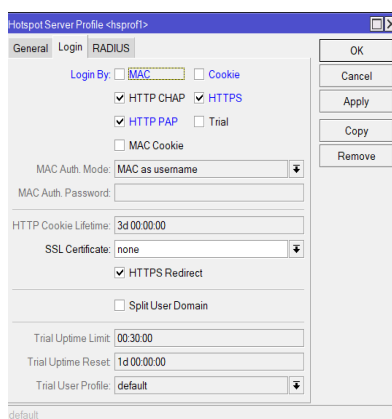 Hotspot Server Profile <hsprof1>
General Login RADIUS
Login By: MAC Cookie
HTTP CHAP HTTPS
HTTP PAP Trial
MAC Cookie
MAC Auth. Mode: MAC as username
MAC Auth. Password:
HTTP Cookie Lifetime: 3d 00:00:00
SSL Certificate: none
HTTPS Redirect
Split User Domain
Trial Uptime Limit: 00:30:00
Trial Uptime Reset: 1d 00:00:00
Trial User Profile: default
default
OK
Cancel
Apply
Copy
Remove